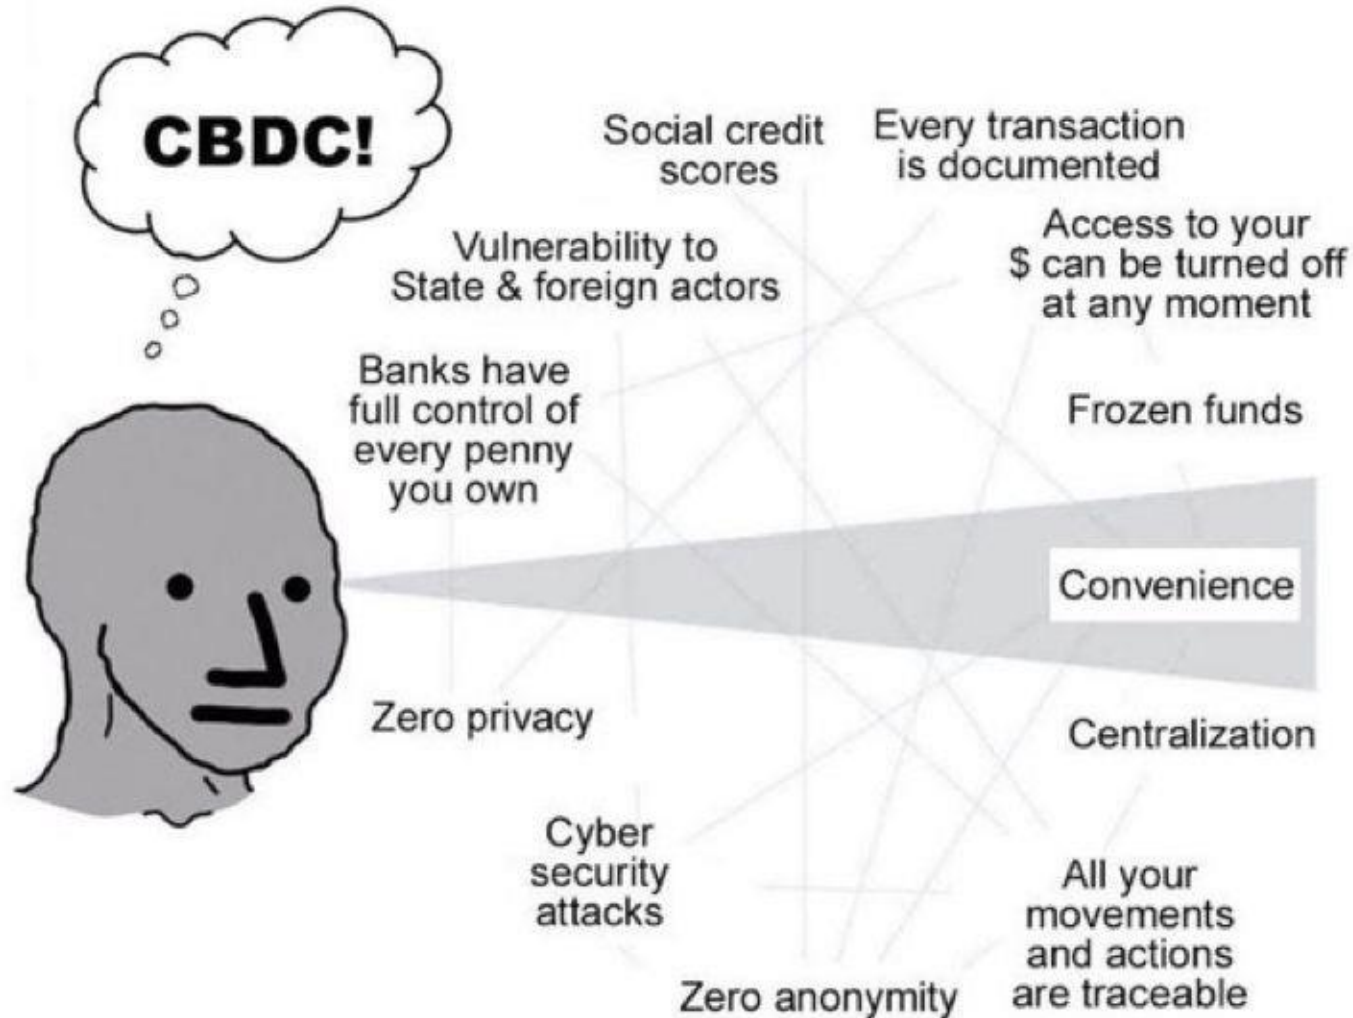 CBDC!
Social credit
scores
Every transaction
is documented
Vulnerability to
State & foreign actors
Access to your
$ can be turned off
at any moment
Banks have
full control of
every penny
you own
Frozen funds
Convenience
Zero privacy
Centralization
Cyber
security
attacks
All your
movements
and actions
are traceable
Zero anonymity